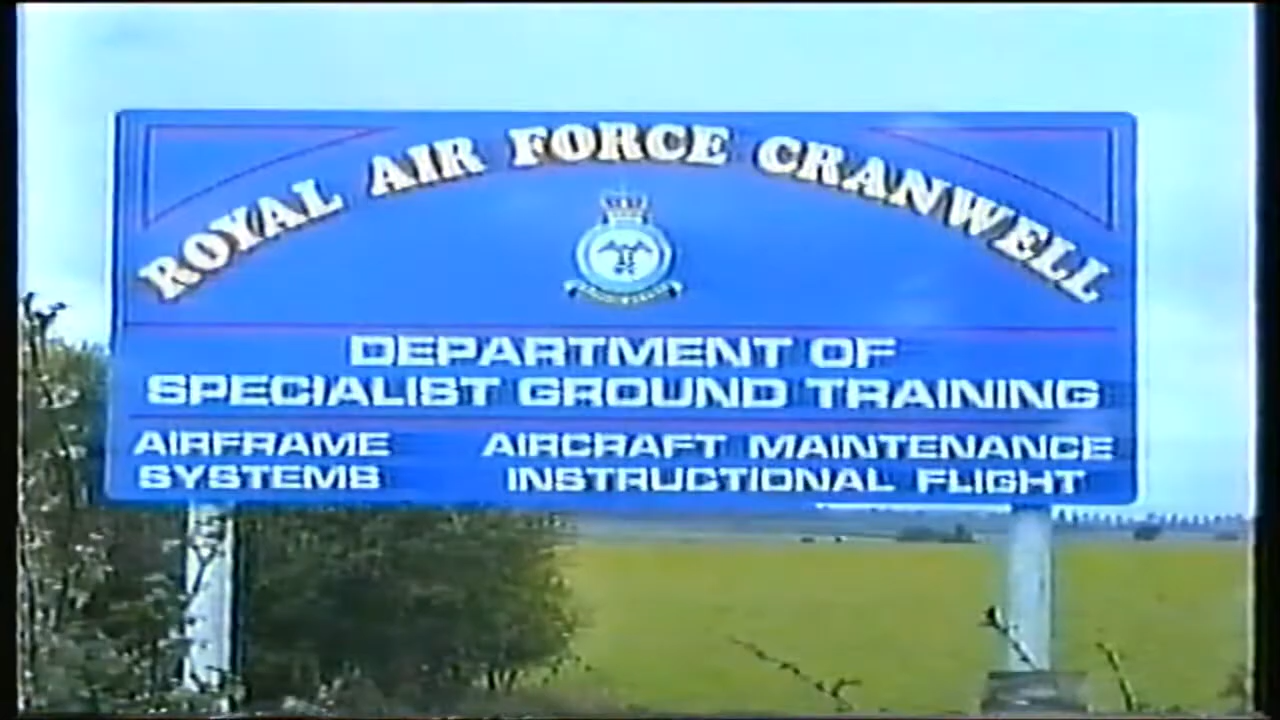 ROYAL AIR FORCE CRANWELL
DEPARTMENT OF
SPECIALIST GROUND TRAINING
AIRFRAME
SYSTEMS
AIRCRAFT MAINTENANCE
INSTRUCTIONAL FLIGHT